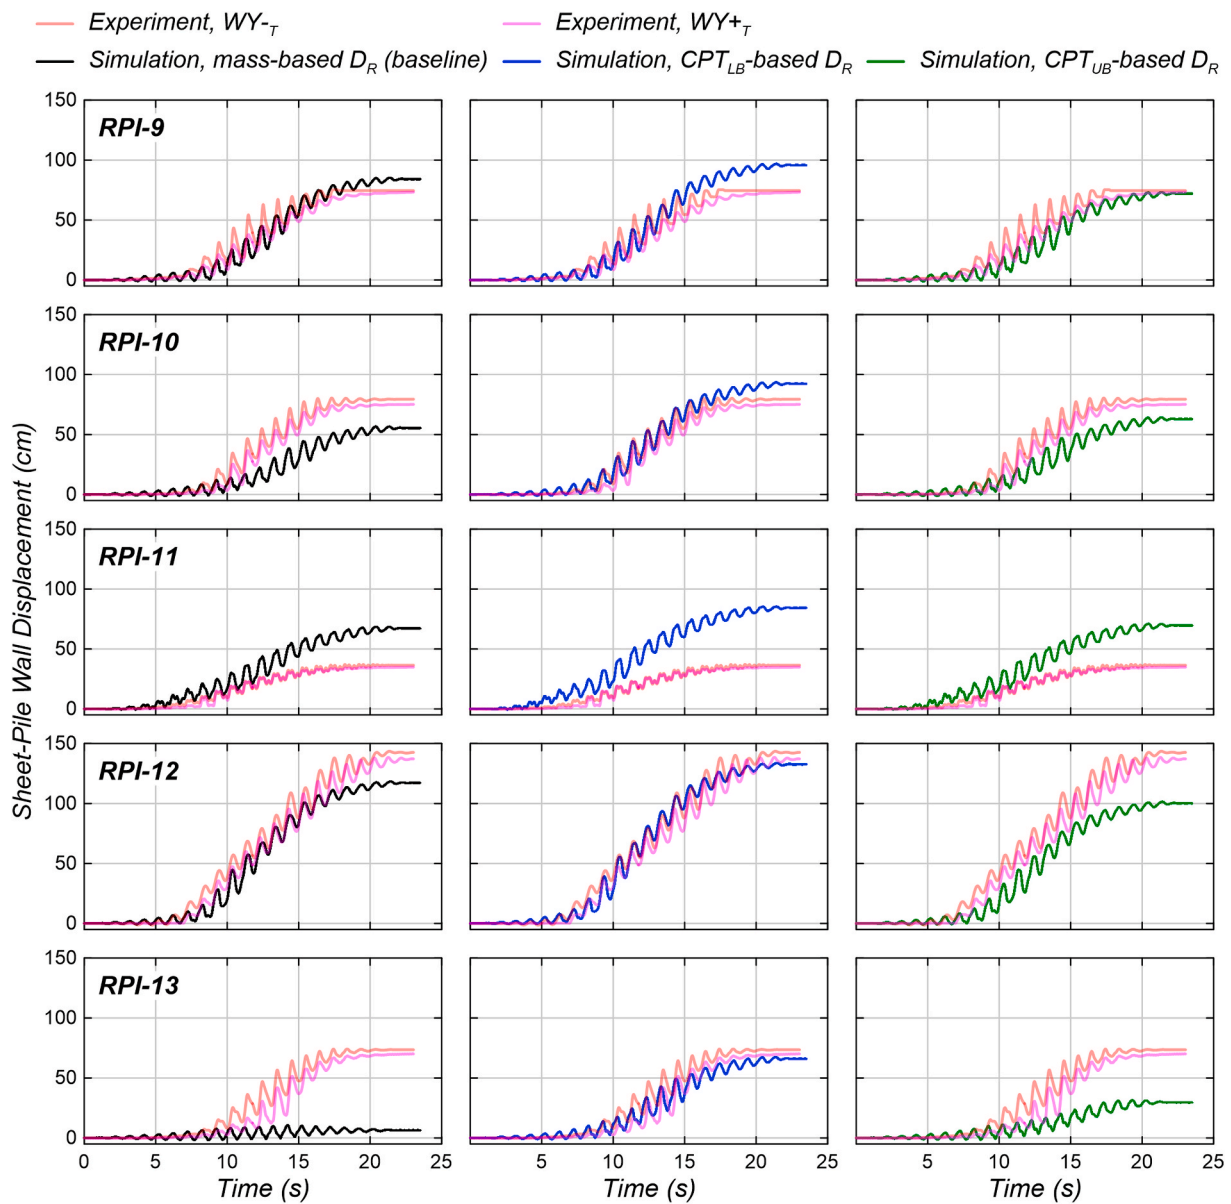 Experiment, WY-T Experiment, WY+T
Simulation, mass-based DR (baseline) Simulation, CPTLB-based DR Simulation, CPTUB-based DR
Sheet-Pile Wall Displacement (cm)
150
RPI-9
100
50
0
150
RPI-10
100
50
0
150
RPI-11
100
50
0
150
RPI-12
100
50
0
150
RPI-13
100
50
0
0 5 10 15 20 25 5 10 15 20 25 5 10 15 20 25
Time (s) Time (s) Time (s)